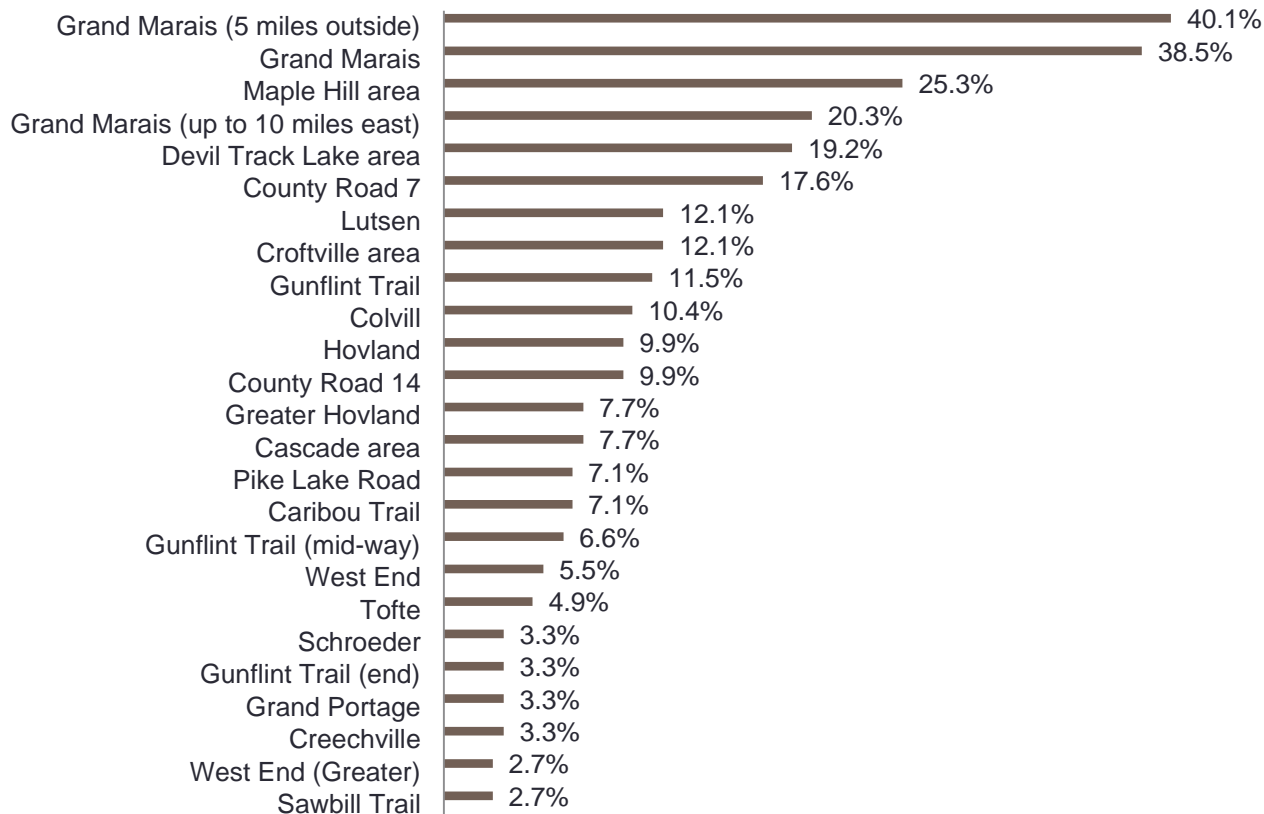 Grand Marais (5 miles outside) 40.1%
Grand Marais 38.5%
Maple Hill area 25.3%
Grand Marais (up to 10 miles east) 20.3%
Devil Track Lake area 19.2%
County Road 7 17.6%
Lutsen 12.1%
Croftville area 12.1%
Gunflint Trail 11.5%
Colvill 10.4%
Hovland 9.9%
County Road 14 9.9%
Greater Hovland 7.7%
Cascade area 7.7%
Pike Lake Road 7.1%
Caribou Trail 7.1%
Gunflint Trail (mid-way) 6.6%
West End 5.5%
Tofte 4.9%
Schroeder 3.3%
Gunflint Trail (end) 3.3%
Grand Portage 3.3%
Creechville 3.3%
West End (Greater) 2.7%
Sawbill Trail 2.7%